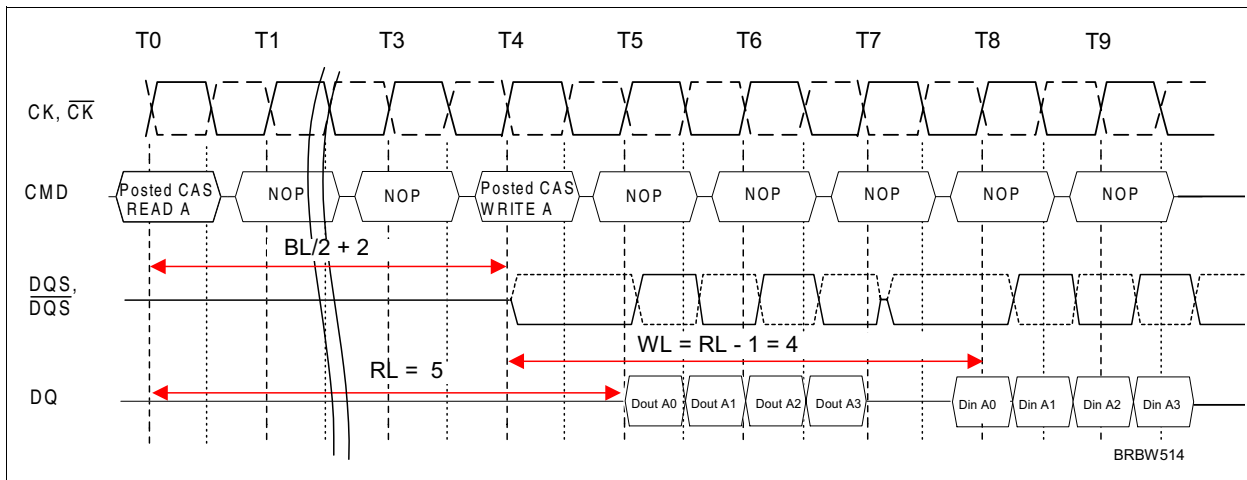 T0 T1 T3 T4 T5 T6 T7 T8 T9
CK, CK
CMD
Posted CAS
READ A
NOP
NOP
Posted CAS
WRITE A
NOP
NOP
NOP
NOP
NOP
BL/2 + 2
DQS,
DQS
WL = RL - 1 = 4
RL = 5
DQ
Dout A0 Dout A1 Dout A2 Dout A3 Din A0 Din A1 Din A2 Din A3
BRBW514